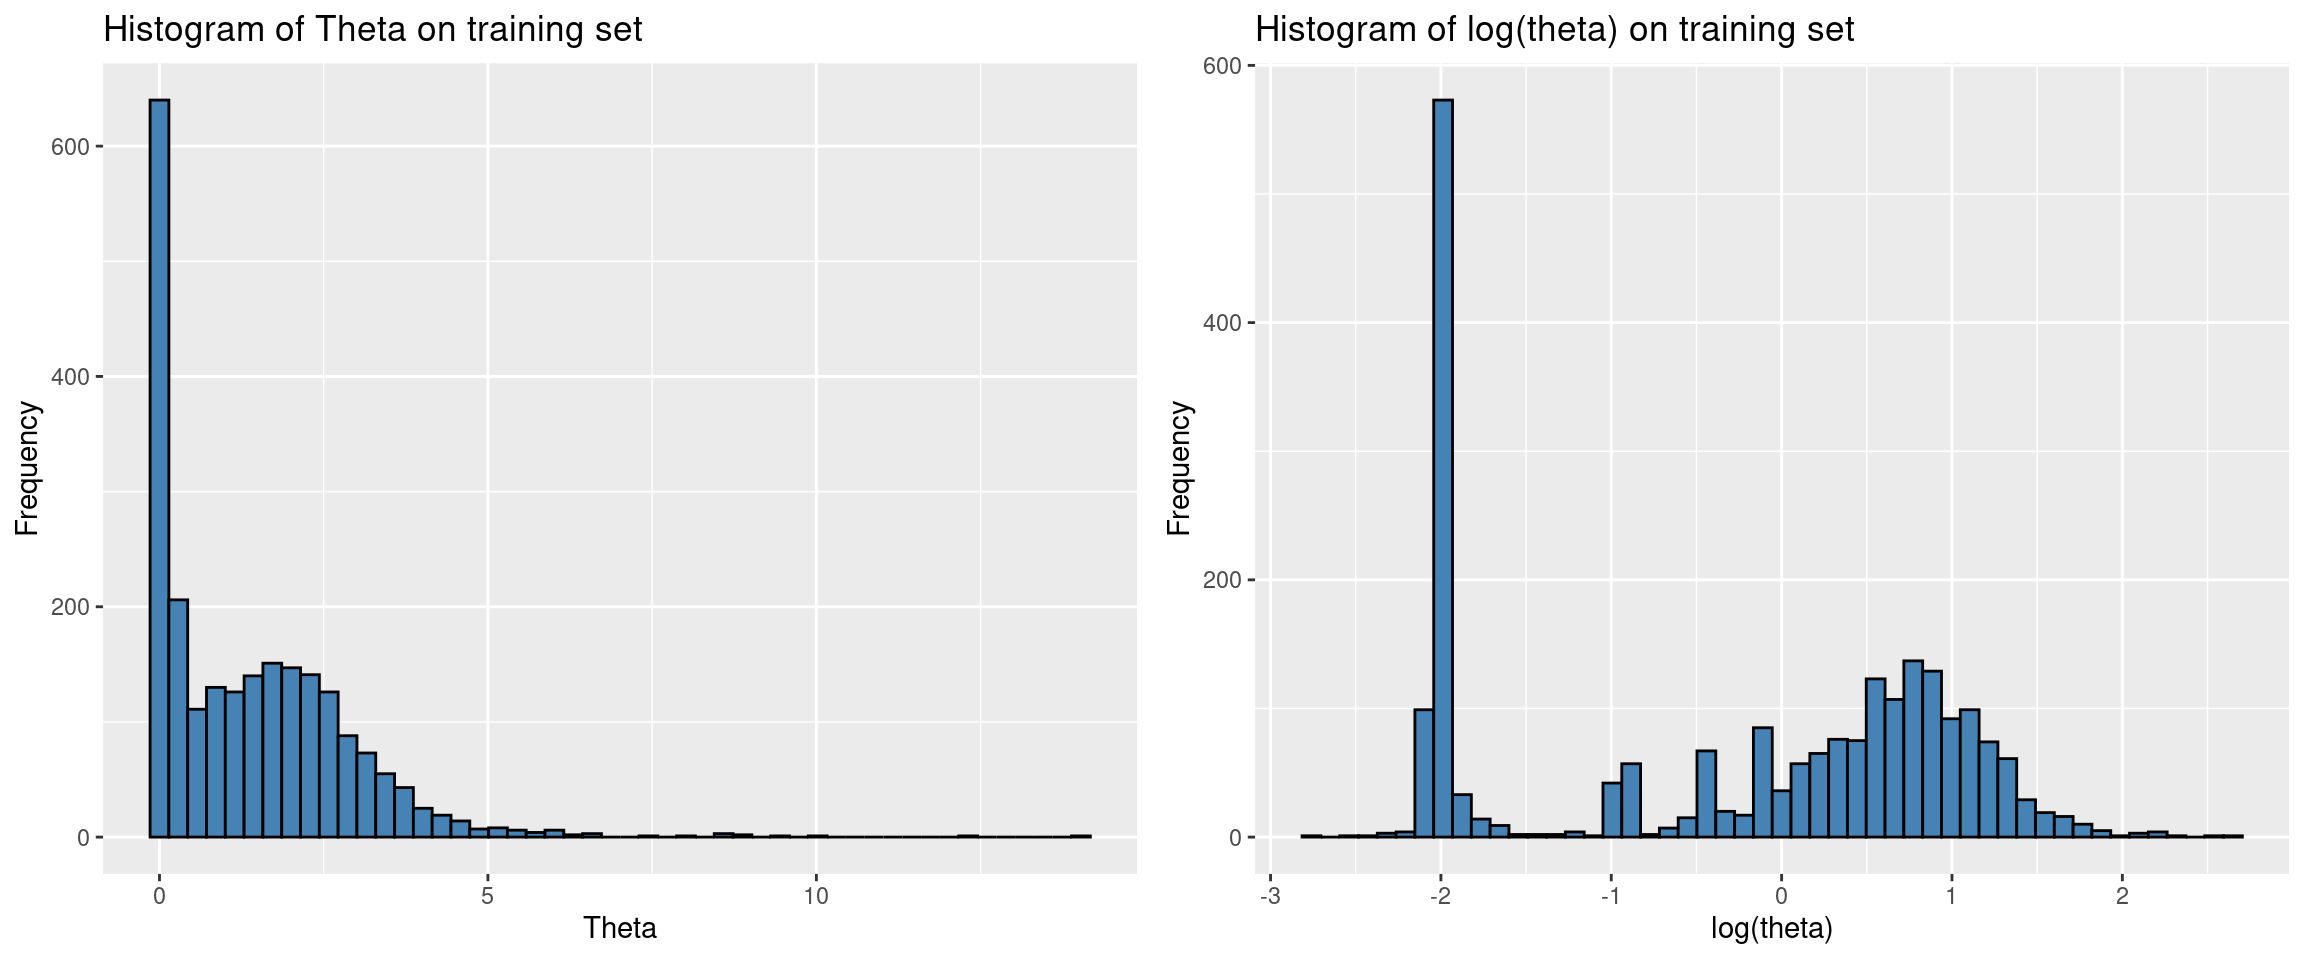 Histogram of Theta on training set
600
400
200
0
Frequency
0 5 10
Theta
Histogram of log(theta) on training set
600
400
200
0
Frequency
-3 -2 -1 0 1 2
log(theta)